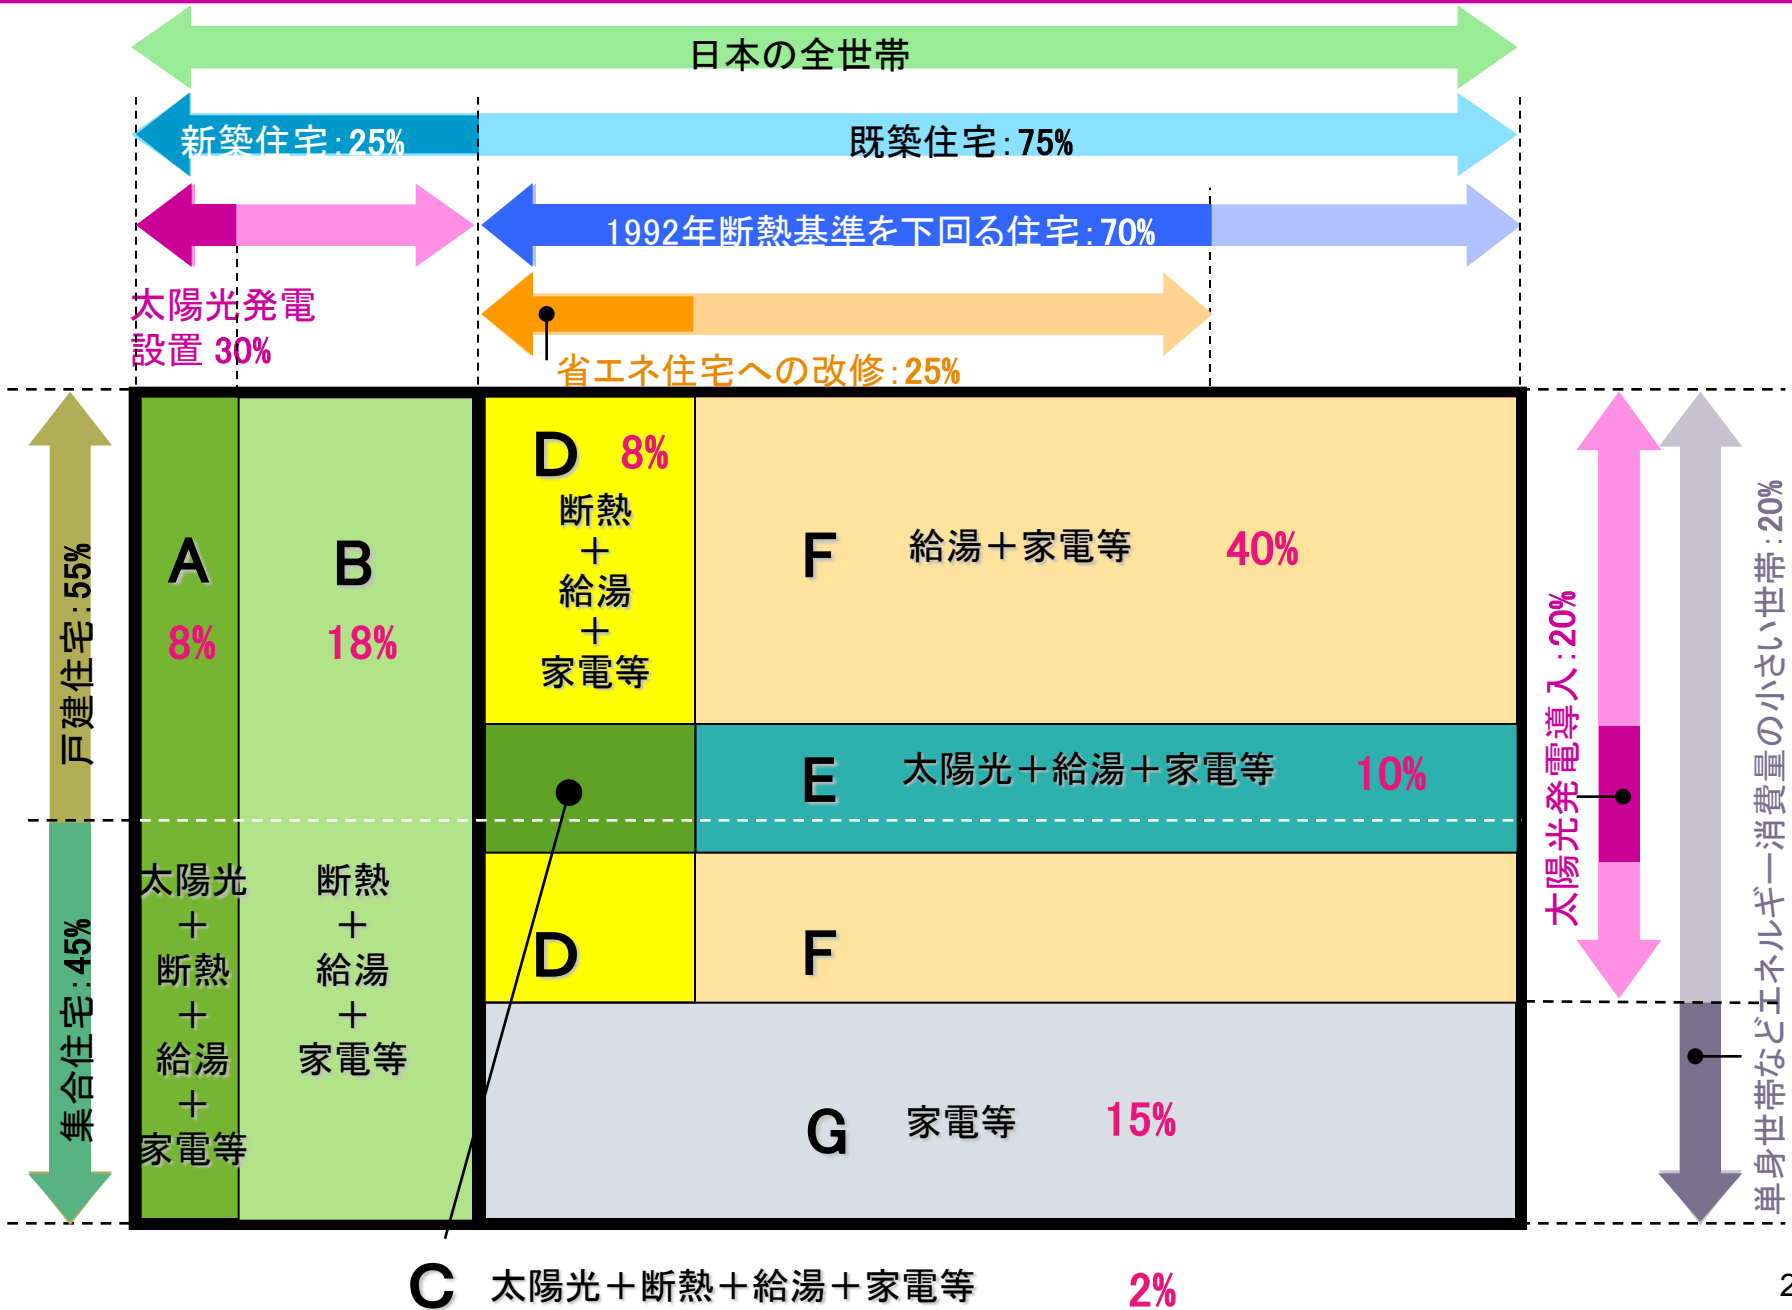 日本の全世帯
新築住宅：25%
既築住宅：75%
1992年断熱基準を下回る住宅：70%
太陽光発電
設置 30%
省エネ住宅への改修：25%
戸建住宅：55%
集合住宅：45%
A
8%
太陽光
＋
断熱
＋
給湯
＋
家電等
B
18%
断熱
＋
給湯
＋
家電等
D 8%
断熱
＋
給湯
＋
家電等
F 給湯＋家電等 40%
E 太陽光＋給湯＋家電等 10%
D
F
G 家電等 15%
太陽光発電導入：20%
単身世帯などエネルギー消費量の小さい世帯：20%
C 太陽光＋断熱＋給湯＋家電等 2%
2